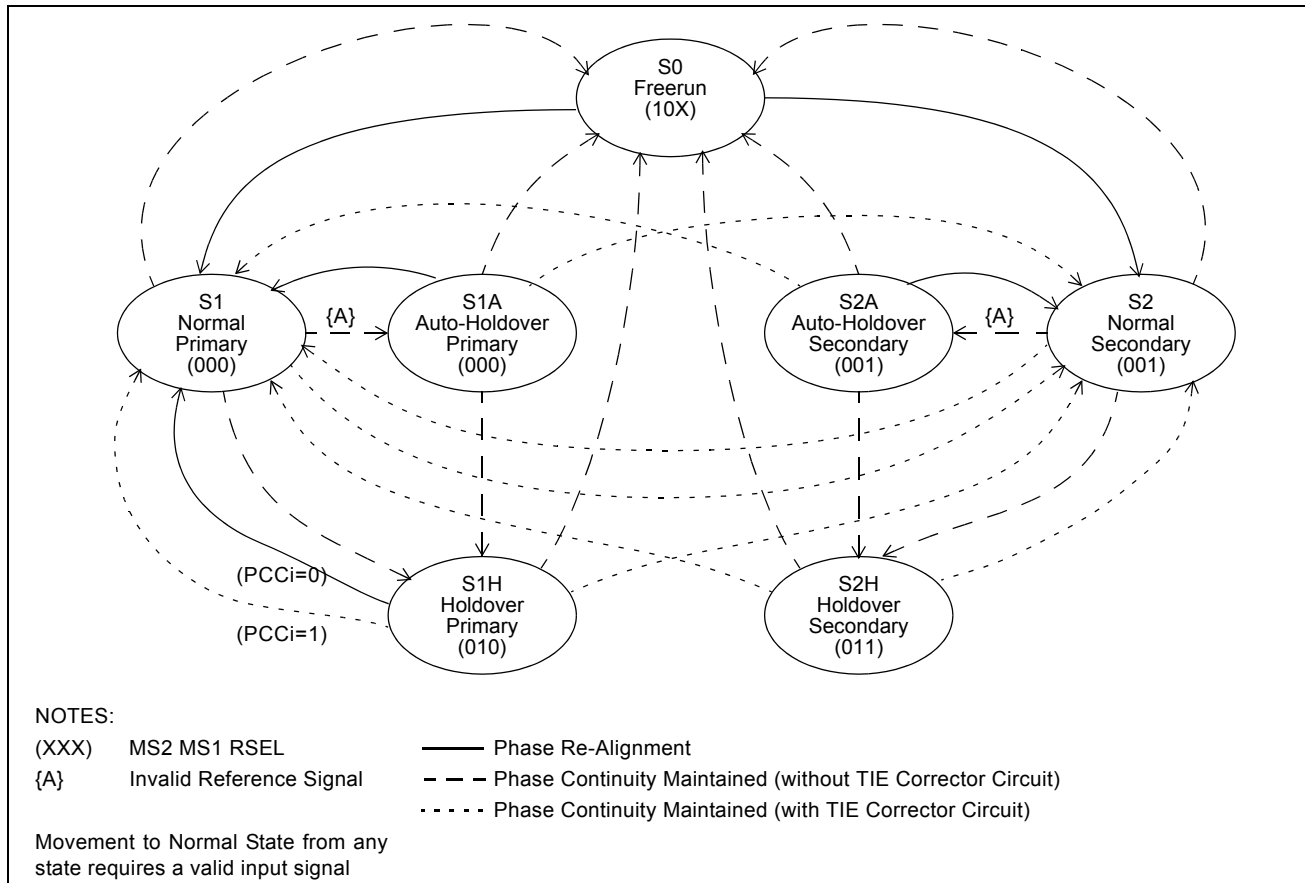 S0
Freerun
(10X)
S1
Normal
Primary
(000)
{A}
S1A
Auto-Holdover
Primary
(000)
S2A
Auto-Holdover
Secondary
(001)
{A}
S2
Normal
Secondary
(001)
(PCCi=0)
(PCCi=1)
S1H
Holdover
Primary
(010)
S2H
Holdover
Secondary
(011)
NOTES:
(XXX) MS2 MS1 RSEL
{A} Invalid Reference Signal
Phase Re-Alignment
Phase Continuity Maintained (without TIE Corrector Circuit)
Phase Continuity Maintained (with TIE Corrector Circuit)
Movement to Normal State from any
state requires a valid input signal